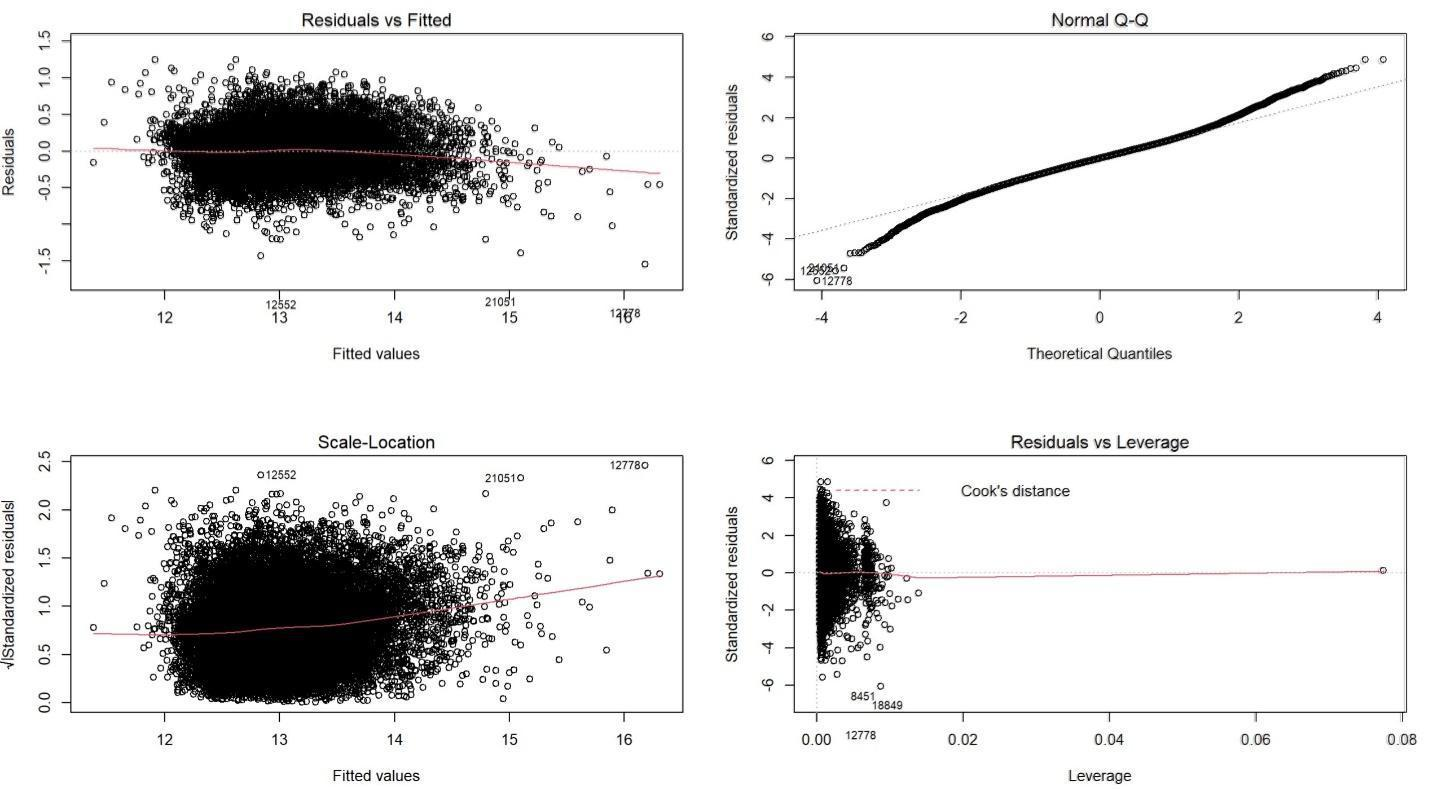 Residuals vs Fitted
Residuals
1.5
1.0
0.5
0.0
-0.5
-1.5
12552
21051
12778
12 13 14 15 16
Fitted values
Normal Q-Q
Standardized residuals
6
4
2
0
-2
-4
-6
21051
12552
12778
-4 -2 0 2 4
Theoretical Quantiles
Scale-Location
√|Standardized residuals|
2.5
2.0
1.5
1.0
0.5
0.0
12552
21051
12778
12 13 14 15 16
Fitted values
Residuals vs Leverage
Standardized residuals
6
4
2
0
-2
-4
-6
Cook's distance
8451
18849
12778
0.00 0.02 0.04 0.06 0.08
Leverage